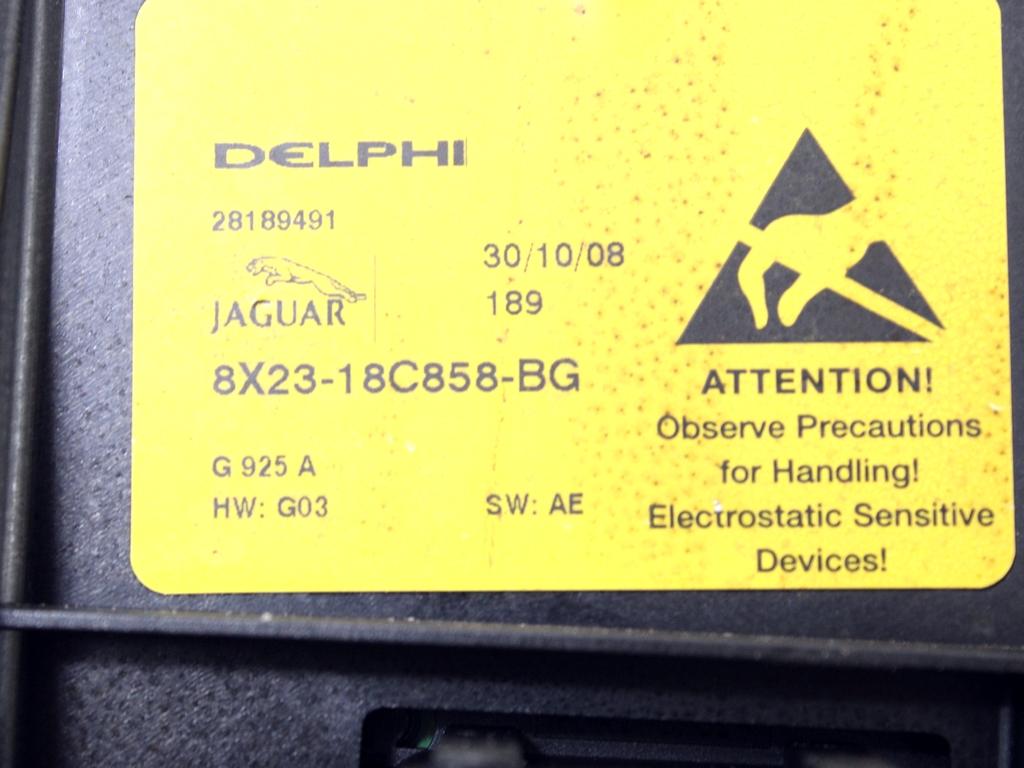 DELPHI
28189491
30/10/08
JAGUAR
189
8X23-18C858-BG
G 925 A
HW: G03
SW: AE
ATTENTION!
Observe Precautions
for Handling!
Electrostatic Sensitive
Devices!